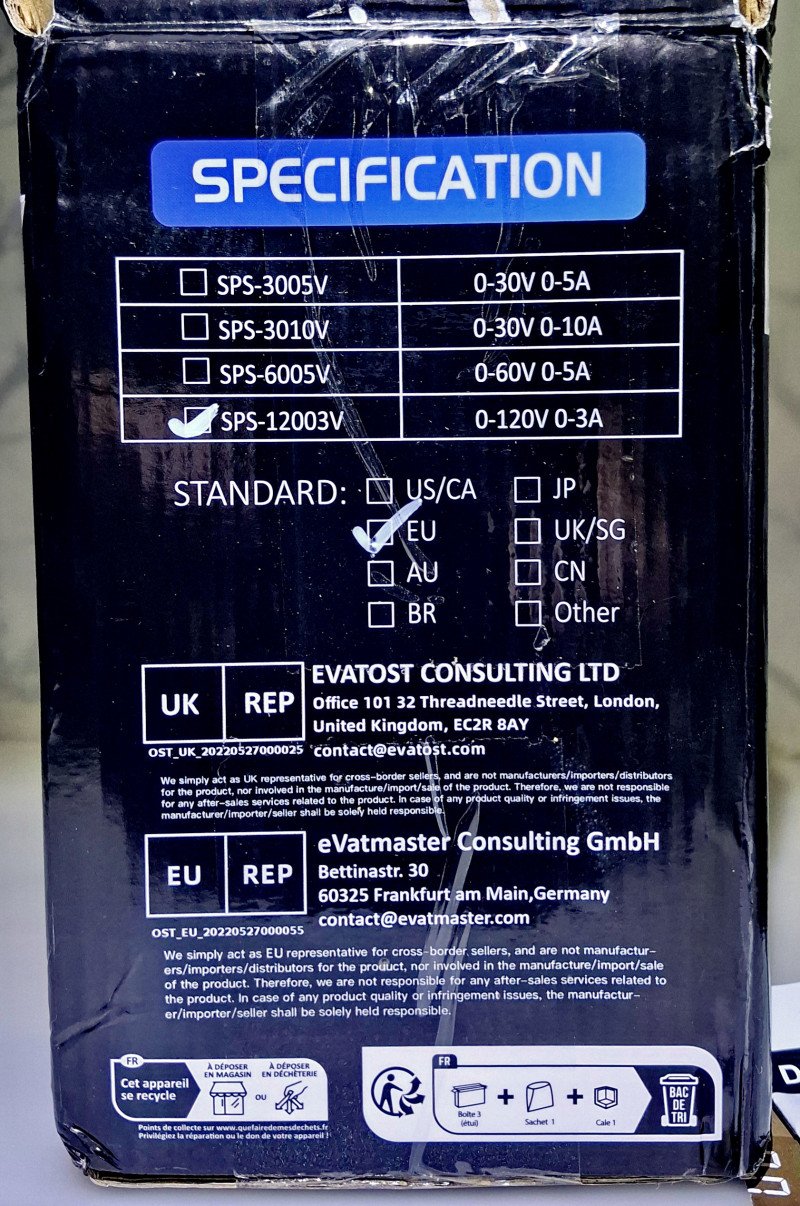 SPECIFICATION
SPS-3005V 0-30V 0-5A
SPS-3010V 0-30V 0-10A
SPS-6005V 0-60V 0-5A
SPS-12003V 0-120V 0-3A
STANDARD: US/CA JP
EU UK/SG
AU CN
BR Other
UK REP
EVATOST CONSULTING LTD
Office 101 32 Threadneedle Street, London,
United Kingdom, EC2R 8AY
OST_UK_20220527000025 contact@evatost.com
We simply act as UK representative for cross-border sellers, and are not manufacturers/importers/distributors
for the product, nor involved in the manufacture/import/sale of the product. Therefore, we are not responsible
for any after-sales services related to the product. In case of any product quality or infringement issues, the
manufacturer/importer/seller shall be solely held responsible.
EU REP
eVatmaster Consulting GmbH
Bettinastr. 30
60325 Frankfurt am Main,Germany
contact@evatmaster.com
OST_EU_20220527000055
We simply act as EU representative for cross-border sellers, and are not manufactur-
ers/importers/distributors for the product, nor involved in the manufacture/import/sale
of the product. Therefore, we are not responsible for any after-sales services related to
the product. In case of any product quality or infringement issues, the manufactur-
er/importer/seller shall be solely held responsible.
FR
Cet appareil
se recycle
À DÉPOSER
EN MAGASIN
OU
À DÉPOSER
EN DÉCHÈTERIE
Points de collecte sur www.quefairedemesdechets.fr
Privilégiez la réparation ou le don de votre appareil !
FR
Boîte 3
(étui)
+
Sachet 1
+
Cale 1
BAC
DE
TRI
D